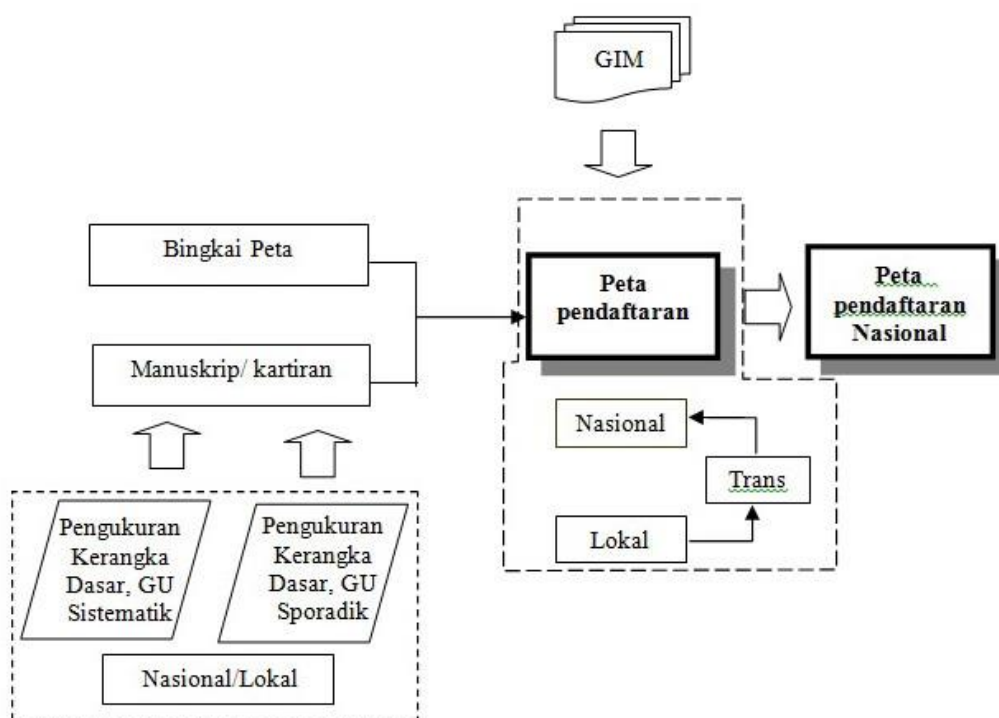 GIM
Bingkai Peta
Manuskrip/ kartiran
Peta
pendaftaran
Peta
pendaftaran
Nasional
Nasional
Trans
Lokal
Pengukuran
Kerangka
Dasar, GU
Sistematik
Pengukuran
Kerangka
Dasar, GU
Sporadik
Nasional/Lokal